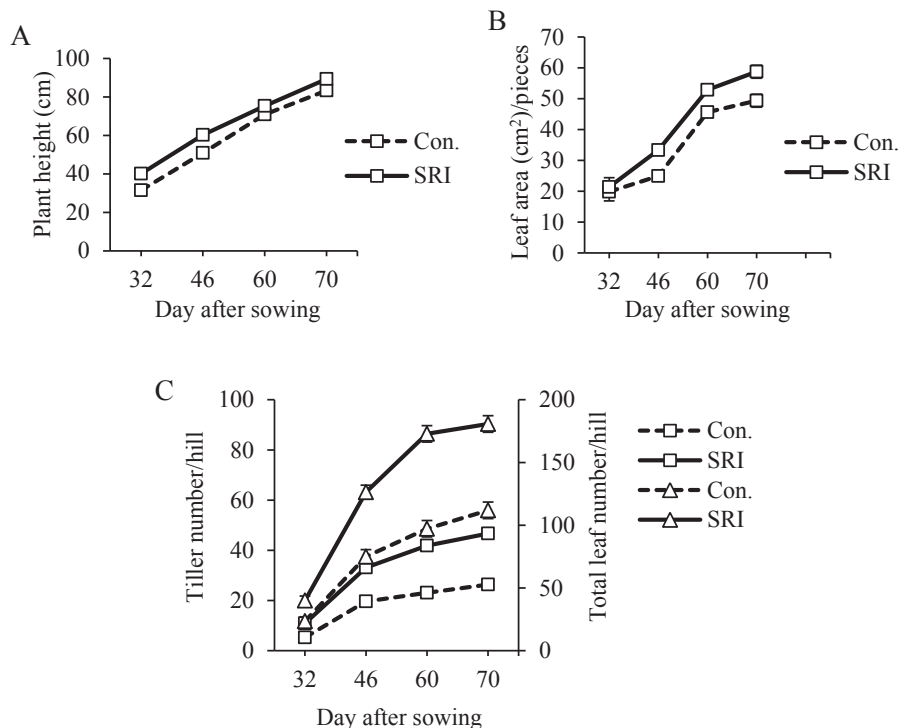 A
Plant height (cm)
100
80
60
40
20
0
32 46 60 70
Day after sowing
Con.
SRI
B
Leaf area (cm²)/pieces
70
60
50
40
30
20
10
0
32 46 60 70
Day after sowing
Con.
SRI
C
Tiller number/hill
100
80
60
40
20
0
32 46 60 70
Day after sowing
200
150
100
50
0
Total leaf number/hill
Con.
SRI
Con.
SRI